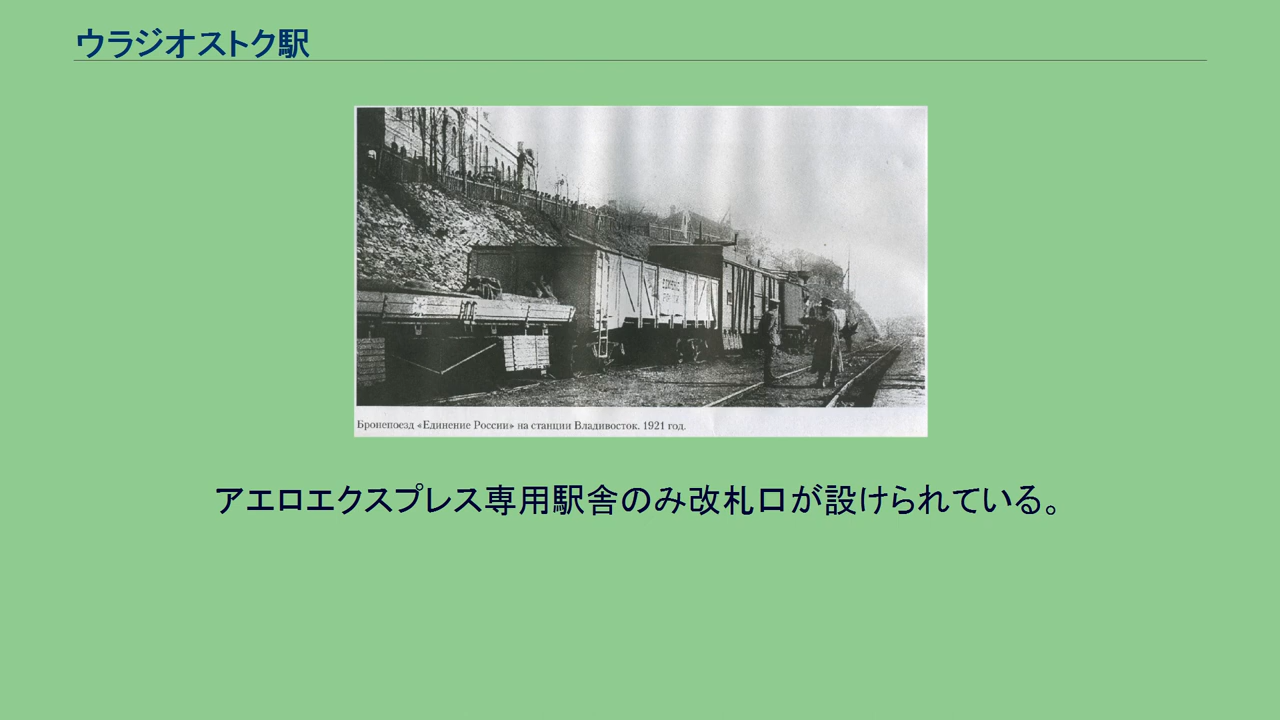 ウラジオストク駅
Бронепоезд «Единение России» на станции Владивосток. 1921 год.
アエロエクスプレス専用駅舎のみ改札口が設けられている。